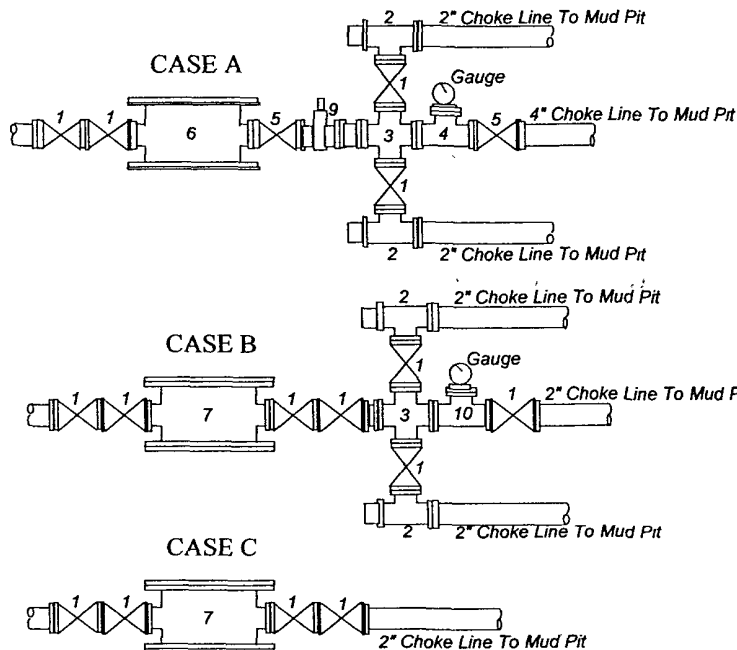 2 2" Choke Line To Mud Pit
CASE A
1
Gauge
1 1 6 5 9 3 4 5 4" Choke Line To Mud Pit
1
2 2" Choke Line To Mud Pit
2 2" Choke Line To Mud Pit
CASE B
1
Gauge
1 1 7 1 1 3 10 1 2" Choke Line To Mud P
1
2 2" Choke Line To Mud Pit
CASE C
1 1 7 1 1
2" Choke Line To Mud Pit